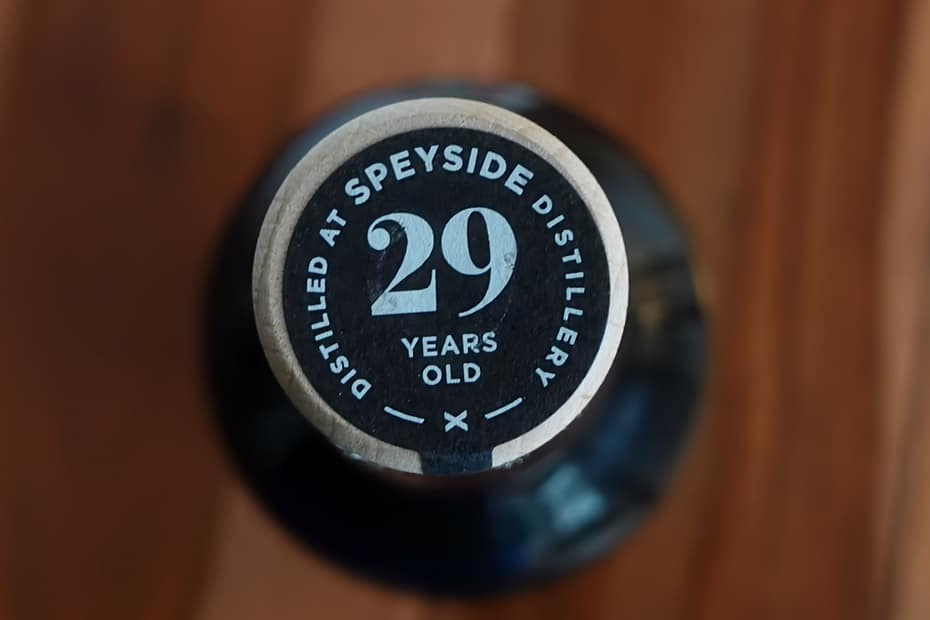 DISTILLED AT SPEYSIDE DISTILLERY
29
YEARS
OLD
X